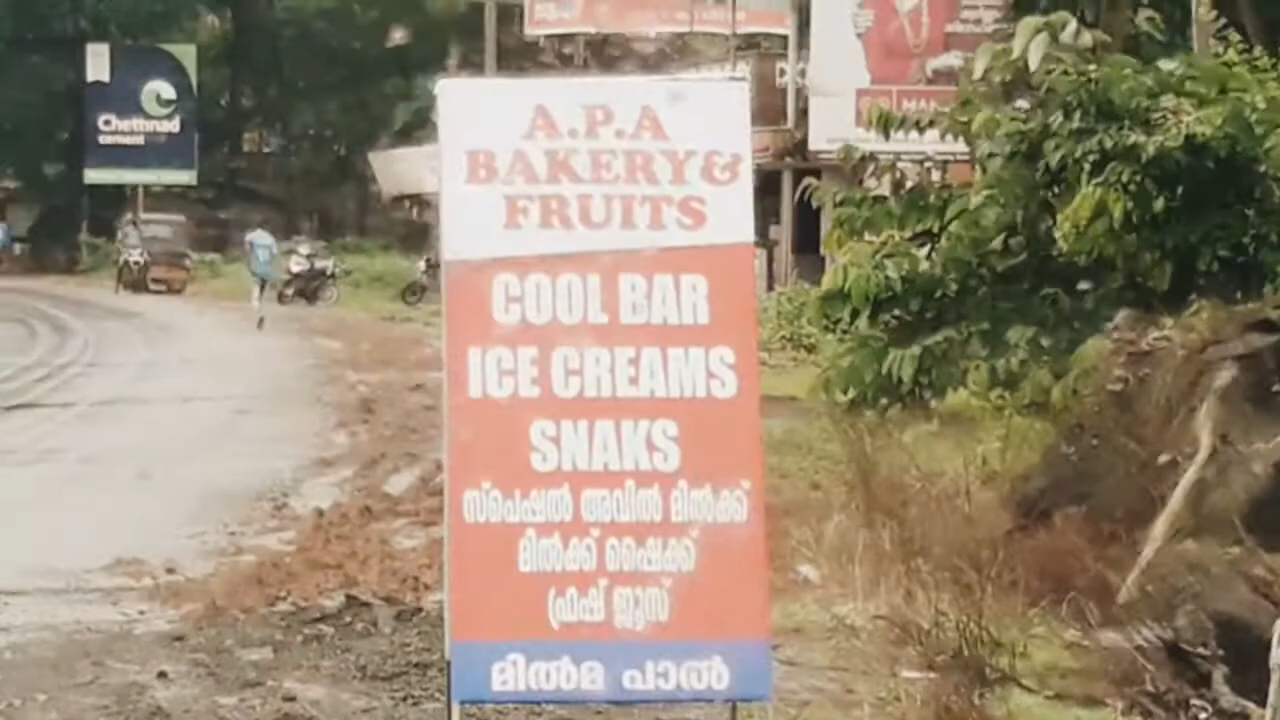 Chettinad
cement
A.P.A
BAKERY&
FRUITS
COOL BAR
ICE CREAMS
SNAKS
സ്പെഷൽ അവിൽ മിൽക്ക്
മിൽക്ക് ഷൈക്ക്
ഫ്രഷ് ജൂസ്
മിൽമ പാൽ